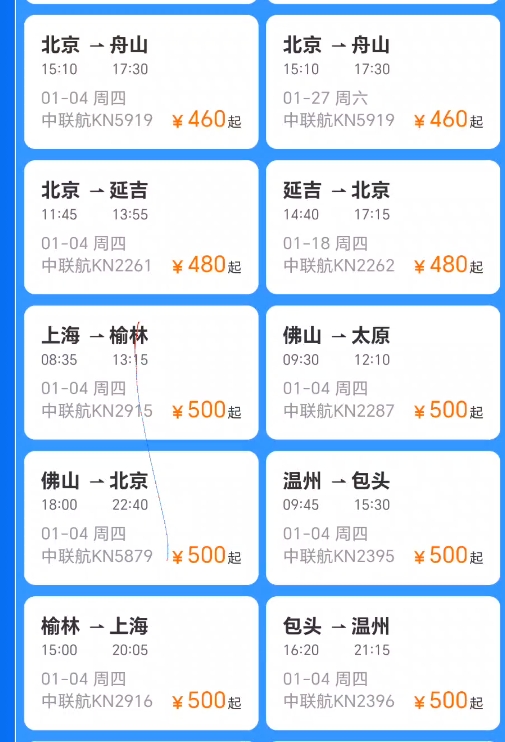 北京 ⇀ 舟山
15:10 17:30
01-04 周四
中联航KN5919 ¥460起
北京 ⇀ 舟山
15:10 17:30
01-27 周六
中联航KN5919 ¥460起
北京 ⇀ 延吉
11:45 13:55
01-04 周四
中联航KN2261 ¥480起
延吉 ⇀ 北京
14:40 17:15
01-18 周四
中联航KN2262 ¥480起
上海 ⇀ 榆林
08:35 13:15
01-04 周四
中联航KN2915 ¥500起
佛山 ⇀ 太原
09:30 12:10
01-04 周四
中联航KN2287 ¥500起
佛山 ⇀ 北京
18:00 22:40
01-04 周四
中联航KN5879 ¥500起
温州 ⇀ 包头
09:45 15:30
01-04 周四
中联航KN2395 ¥500起
榆林 ⇀ 上海
15:00 20:05
01-04 周四
中联航KN2916 ¥500起
包头 ⇀ 温州
16:20 21:15
01-04 周四
中联航KN2396 ¥500起